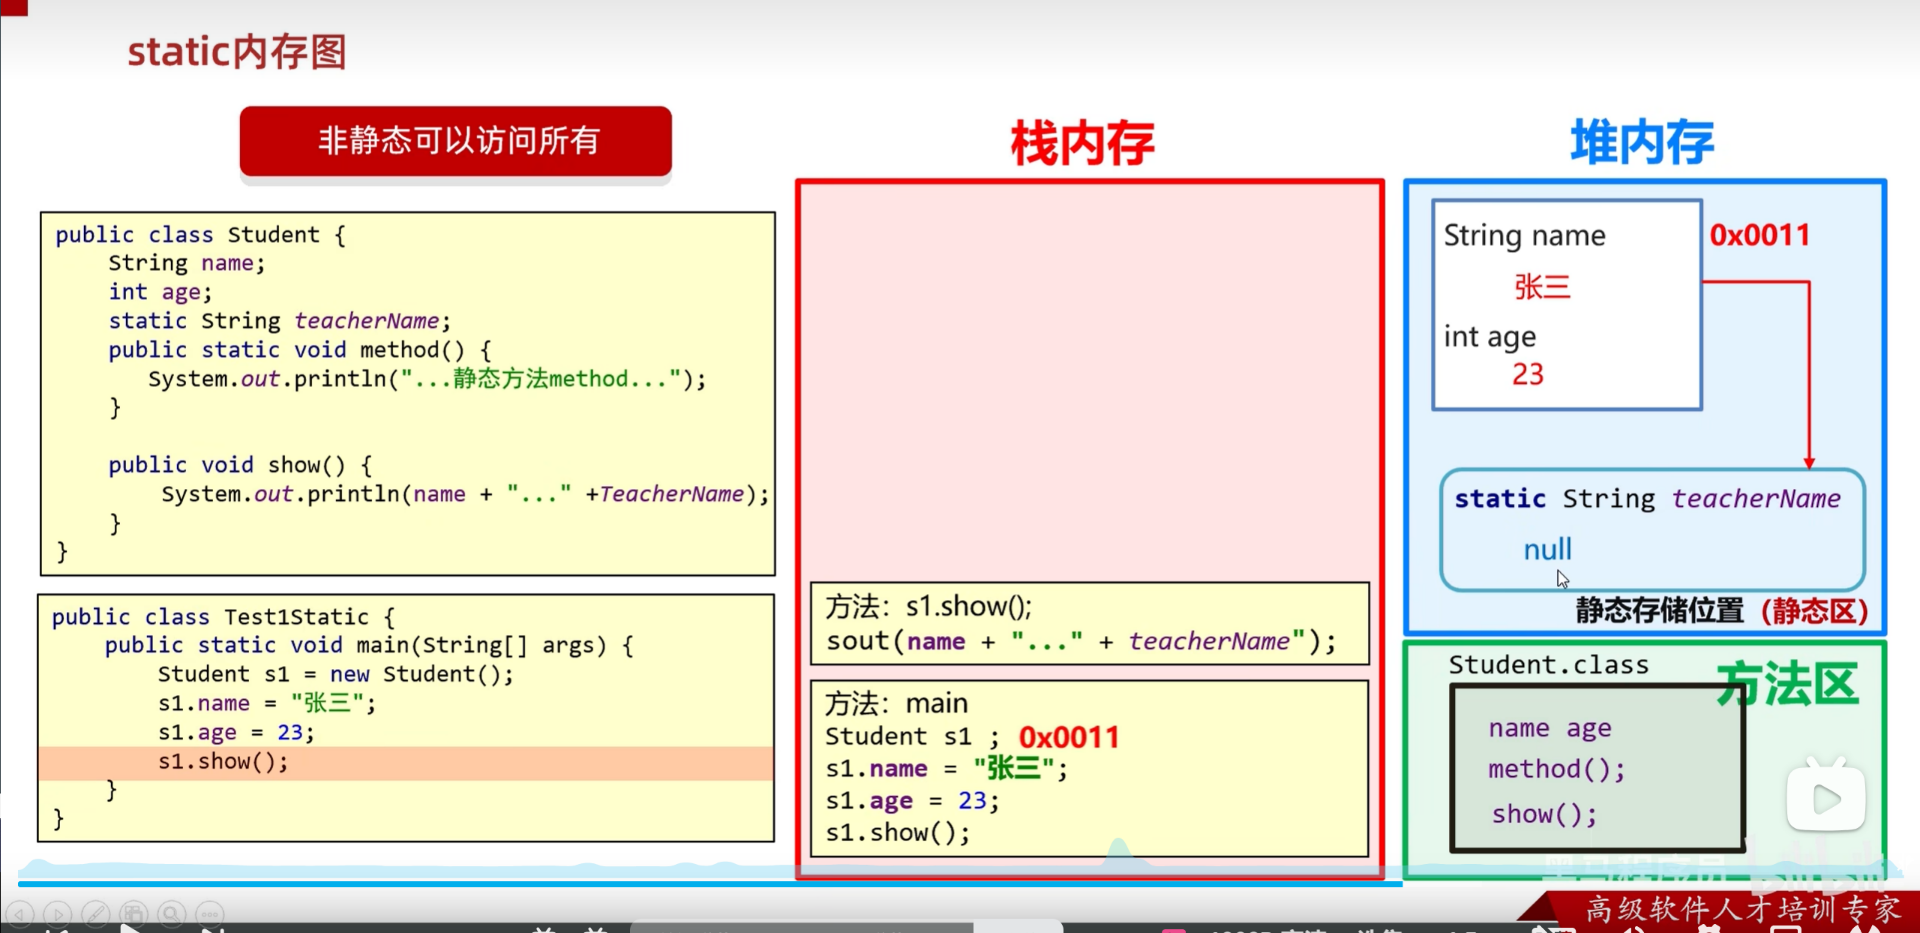 static内存图
非静态可以访问所有
public class Student {
String name;
int age;
static String teacherName;
public static void method() {
System.out.println("...静态方法method...");
}
public void show() {
System.out.println(name + "..." +TeacherName);
}
}
public class Test1Static {
public static void main(String[] args) {
Student s1 = new Student();
s1.name = "张三";
s1.age = 23;
s1.show();
}
}
栈内存
方法：s1.show();
sout(name + "..." + teacherName");
方法：main
Student s1 ; 0x0011
s1.name = "张三";
s1.age = 23;
s1.show();
堆内存
String name
0x0011
张三
int age
23
static String teacherName
null
静态存储位置（静态区）
Student.class
方法区
name age
method();
show();
黑马程序员
bilibili
高级软件人才培训专家